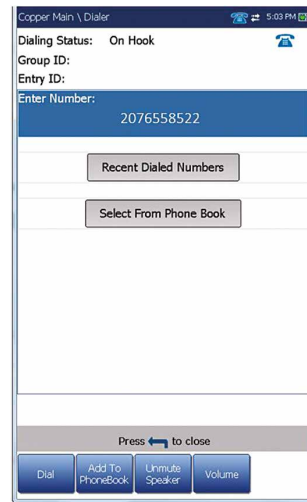 Copper Main \ Dialer 5:03 PM
Dialing Status: On Hook
Group ID:
Entry ID:
Enter Number:
2076558522
Recent Dialed Numbers
Select From Phone Book
Press to close
Dial
Add To
PhoneBook
Unmute
Speaker
Volume